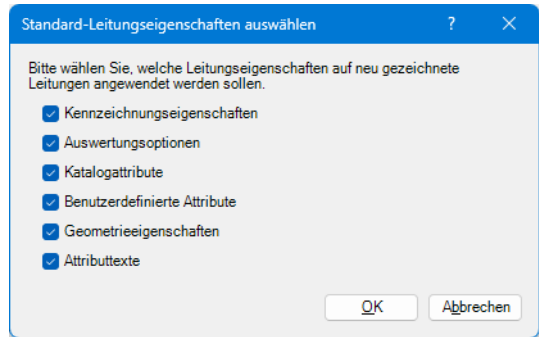 Standard-Leitungseigenschaften auswählen ?
Bitte wählen Sie, welche Leitungseigenschaften auf neu gezeichnete
Leitungen angewendet werden sollen.
Kennzeichnungseigenschaften
Auswertungsoptionen
Katalogattribute
Benutzerdefinierte Attribute
Geometrieeigenschaften
Attributtexte
OK Abbrechen